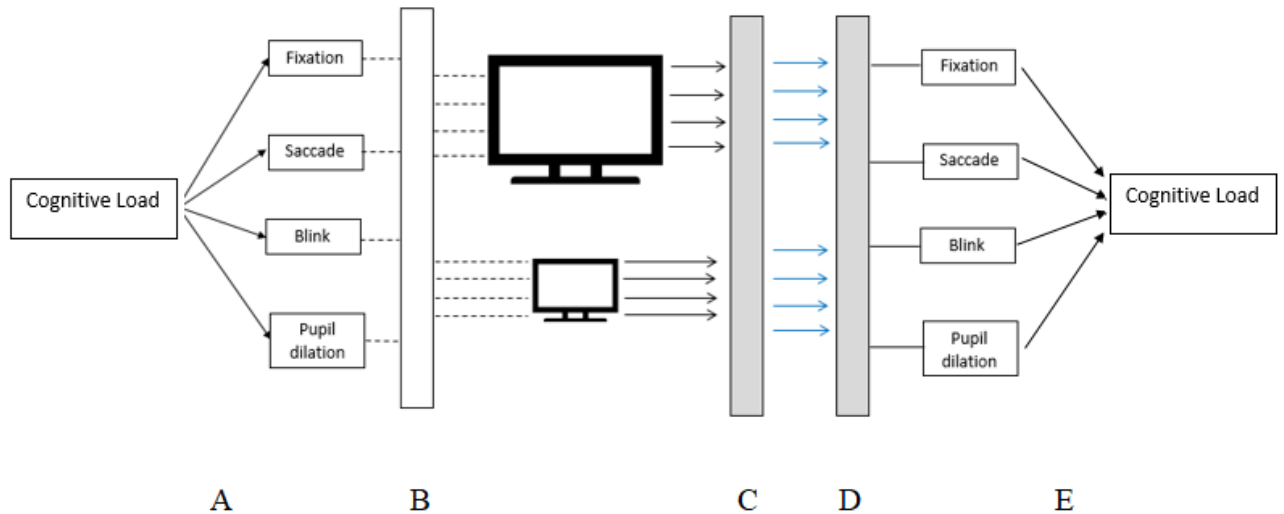 Cognitive Load
Fixation
Saccade
Blink
Pupil
dilation
Fixation
Saccade
Blink
Pupil
dilation
Cognitive Load
A
B
C
D
E